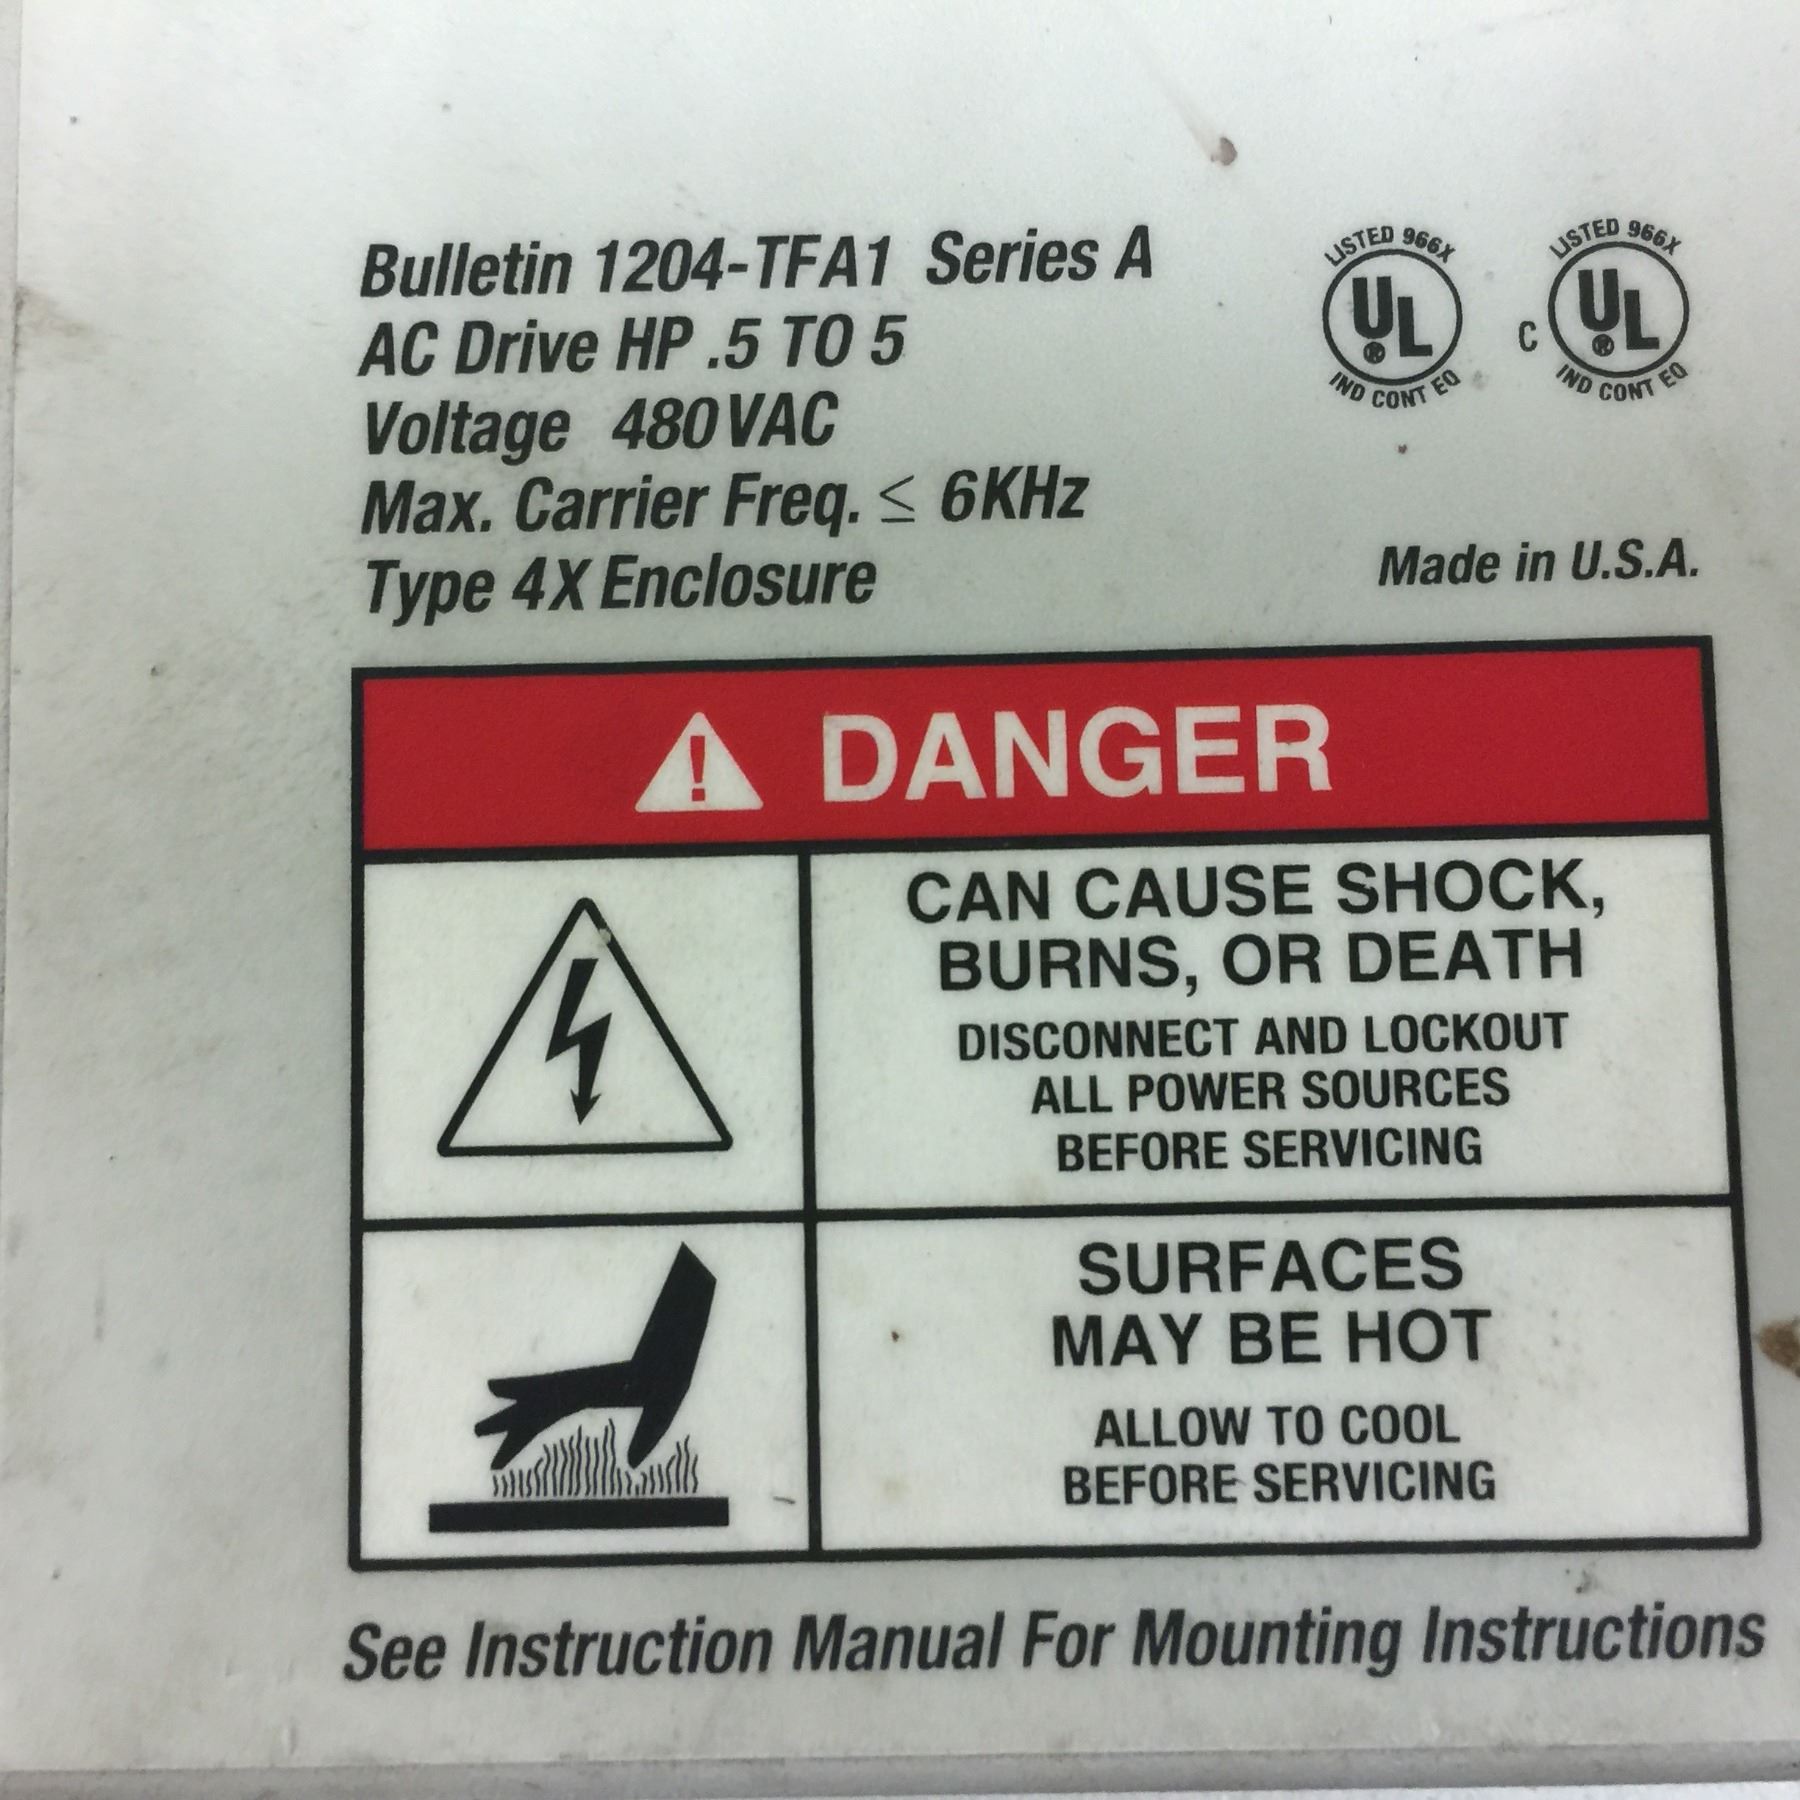 Bulletin 1204-TFA1 Series A
AC Drive HP .5 TO 5
Voltage 480VAC
Max. Carrier Freq. ≤ 6KHz
Type 4X Enclosure
LISTED 966X
UL®
IND CONT EQ
LISTED 966X
C UL®
IND CONT EQ
Made in U.S.A.
! DANGER
CAN CAUSE SHOCK,
BURNS, OR DEATH
DISCONNECT AND LOCKOUT
ALL POWER SOURCES
BEFORE SERVICING
SURFACES
MAY BE HOT
ALLOW TO COOL
BEFORE SERVICING
See Instruction Manual For Mounting Instructions